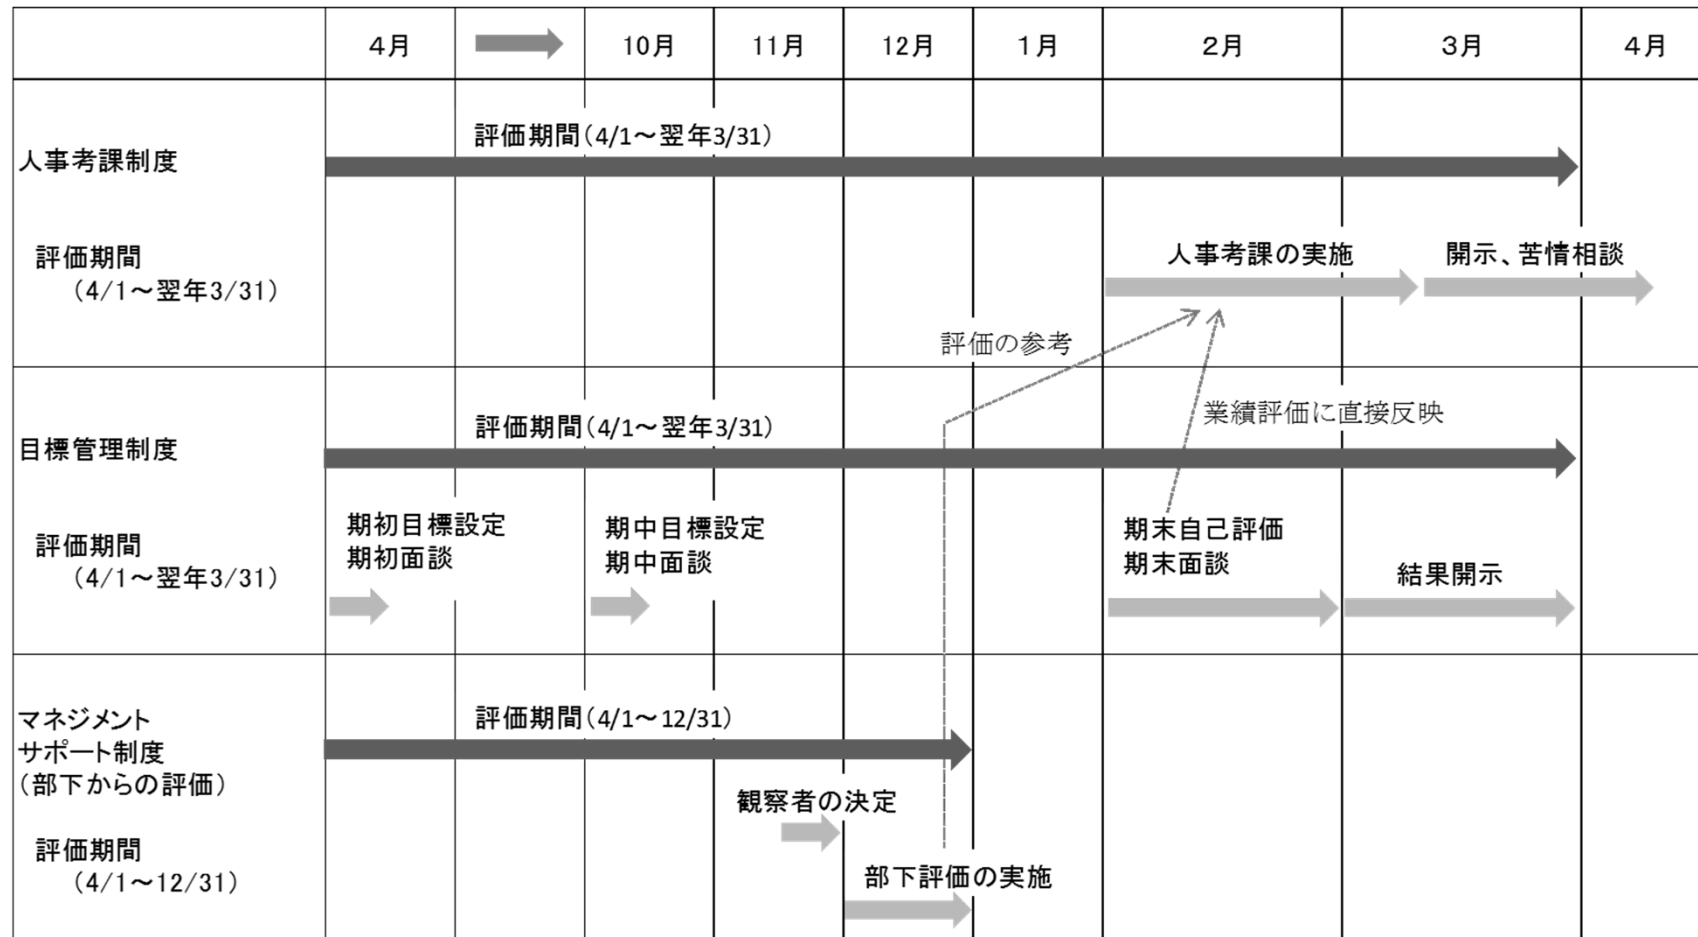 4月
10月
11月
12月
1月
2月
3月
4月
人事考課制度
評価期間
(4/1～翌年3/31)
評価期間(4/1～翌年3/31)
人事考課の実施
開示、苦情相談
評価の参考
目標管理制度
評価期間
(4/1～翌年3/31)
評価期間(4/1～翌年3/31)
業績評価に直接反映
期初目標設定
期初面談
期中目標設定
期中面談
期末自己評価
期末面談
結果開示
マネジメント
サポート制度
(部下からの評価)
評価期間
(4/1～12/31)
評価期間(4/1～12/31)
観察者の決定
部下評価の実施